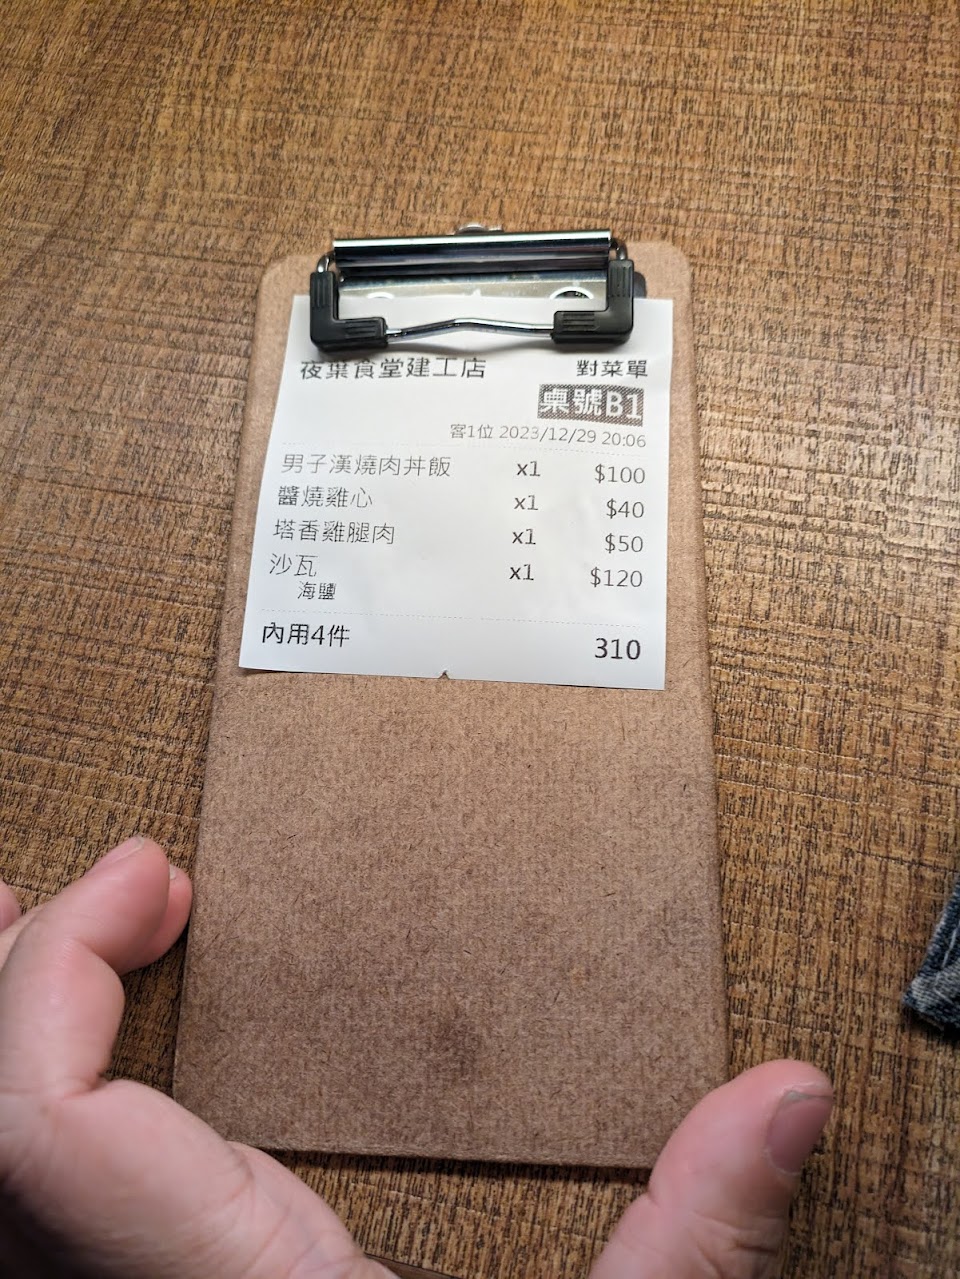 夜葉食堂建工店 對菜單
桌號B1
客1位 2023/12/29 20:06
男子漢燒肉丼飯 x1 $100
醬燒雞心 x1 $40
塔香雞腿肉 x1 $50
沙瓦 x1 $120
海鹽
內用4件 310